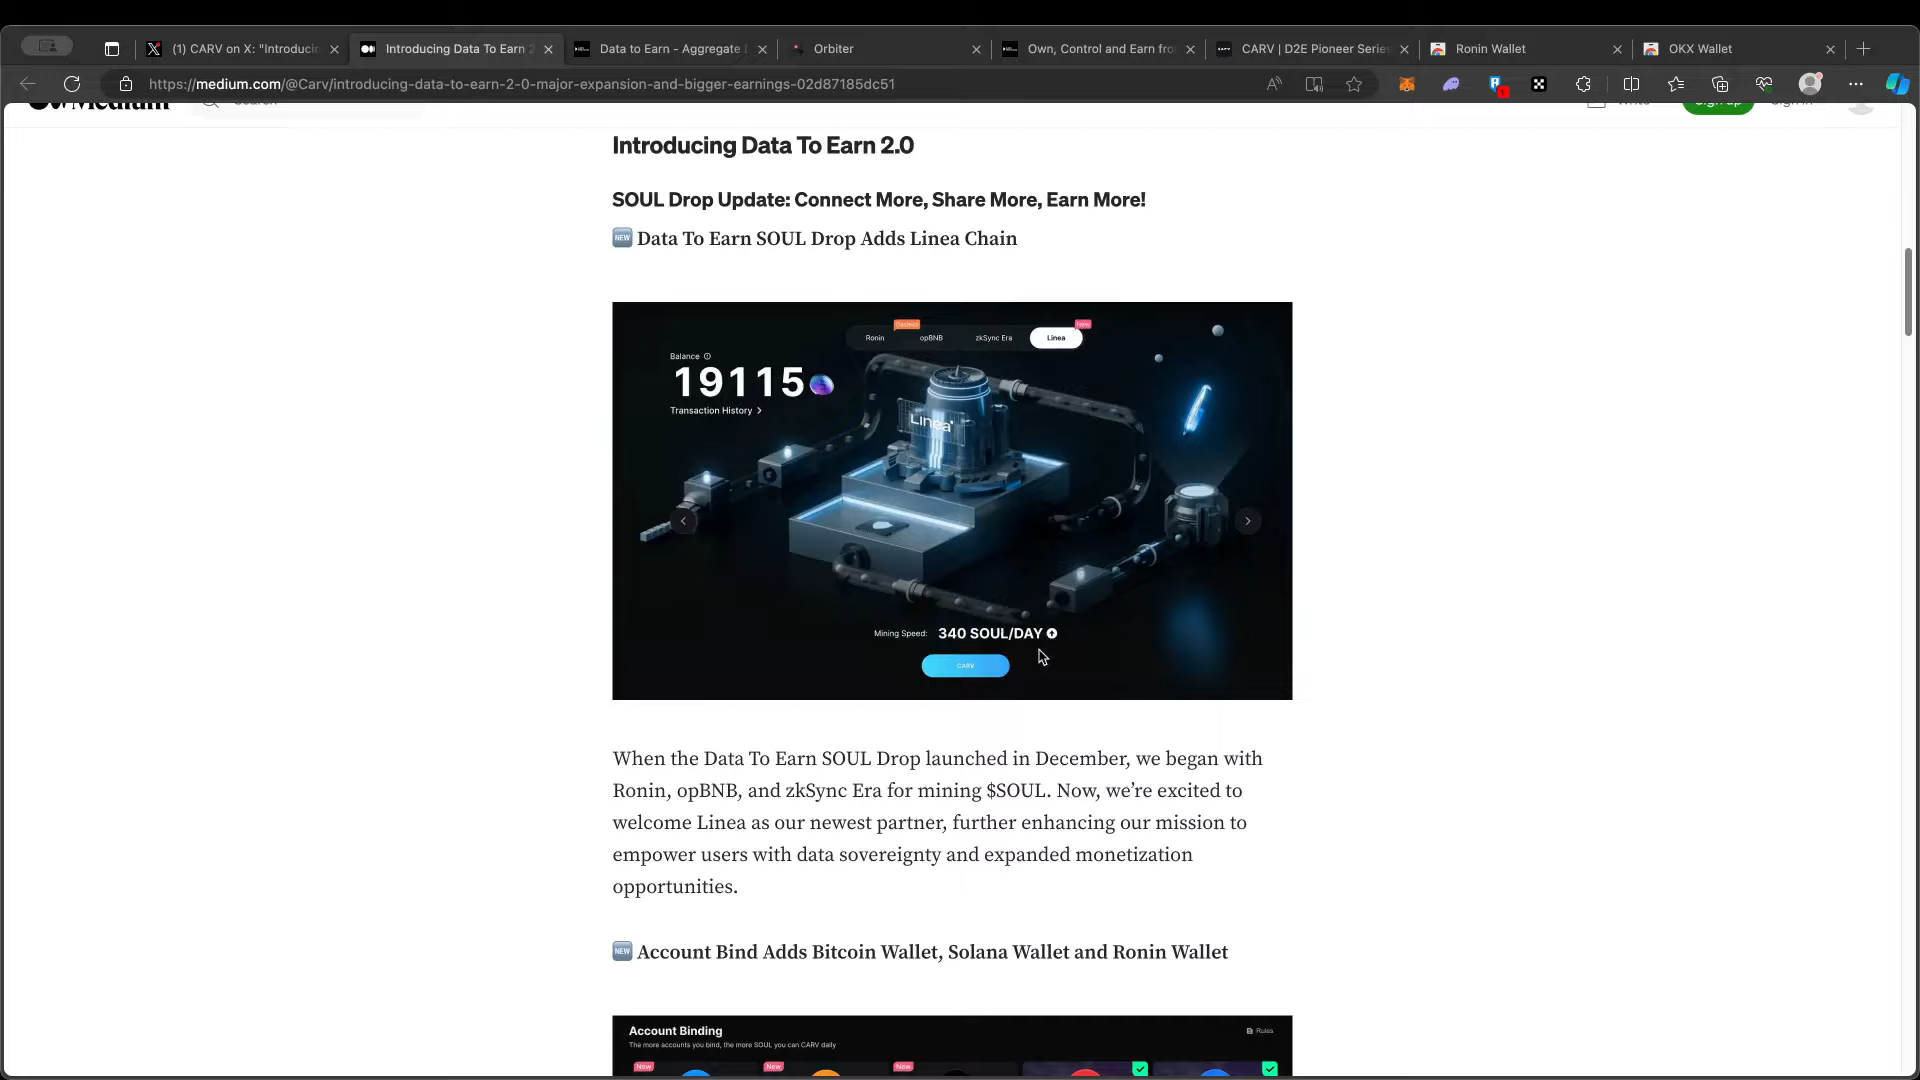 (1) CARV on X: "Introducin
Introducing Data To Earn 2
Data to Earn - Aggregate
Orbiter
Own, Control and Earn fro
CARV | D2E Pioneer Series
Ronin Wallet
OKX Wallet
https://medium.com/@Carv/introducing-data-to-earn-2-0-major-expansion-and-bigger-earnings-02d87185dc51
1
Medium
Search
Write
Sign up
Sign in
Introducing Data To Earn 2.0
SOUL Drop Update: Connect More, Share More, Earn More!
NEW Data To Earn SOUL Drop Adds Linea Chain
New
Ronin
opBNB
zkSync Era
Linea
Balance
19115
Transaction History >
Linea
Mining Speed: 340 SOUL/DAY
CARV
When the Data To Earn SOUL Drop launched in December, we began with
Ronin, opBNB, and zkSync Era for mining $SOUL. Now, we’re excited to
welcome Linea as our newest partner, further enhancing our mission to
empower users with data sovereignty and expanded monetization
opportunities.
NEW Account Bind Adds Bitcoin Wallet, Solana Wallet and Ronin Wallet
Account Binding
Rules
The more accounts you bind, the more SOUL you can CARV daily
New
New
New